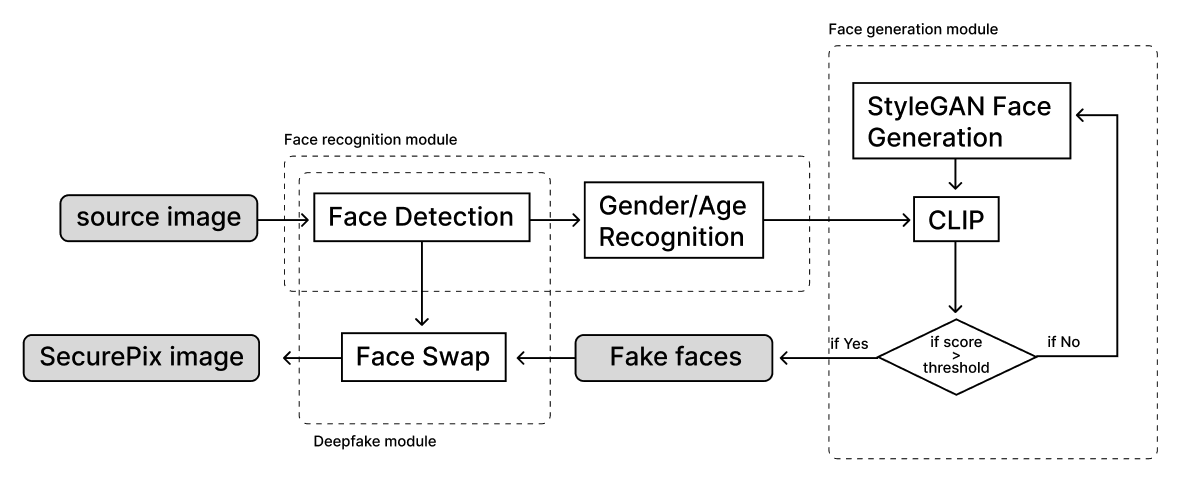 Face generation module
StyleGAN Face
Generation
Face recognition module
source image
Face Detection
Gender/Age
Recognition
CLIP
SecurePix image
Face Swap
Fake faces
if Yes
if score
>
threshold
if No
Deepfake module